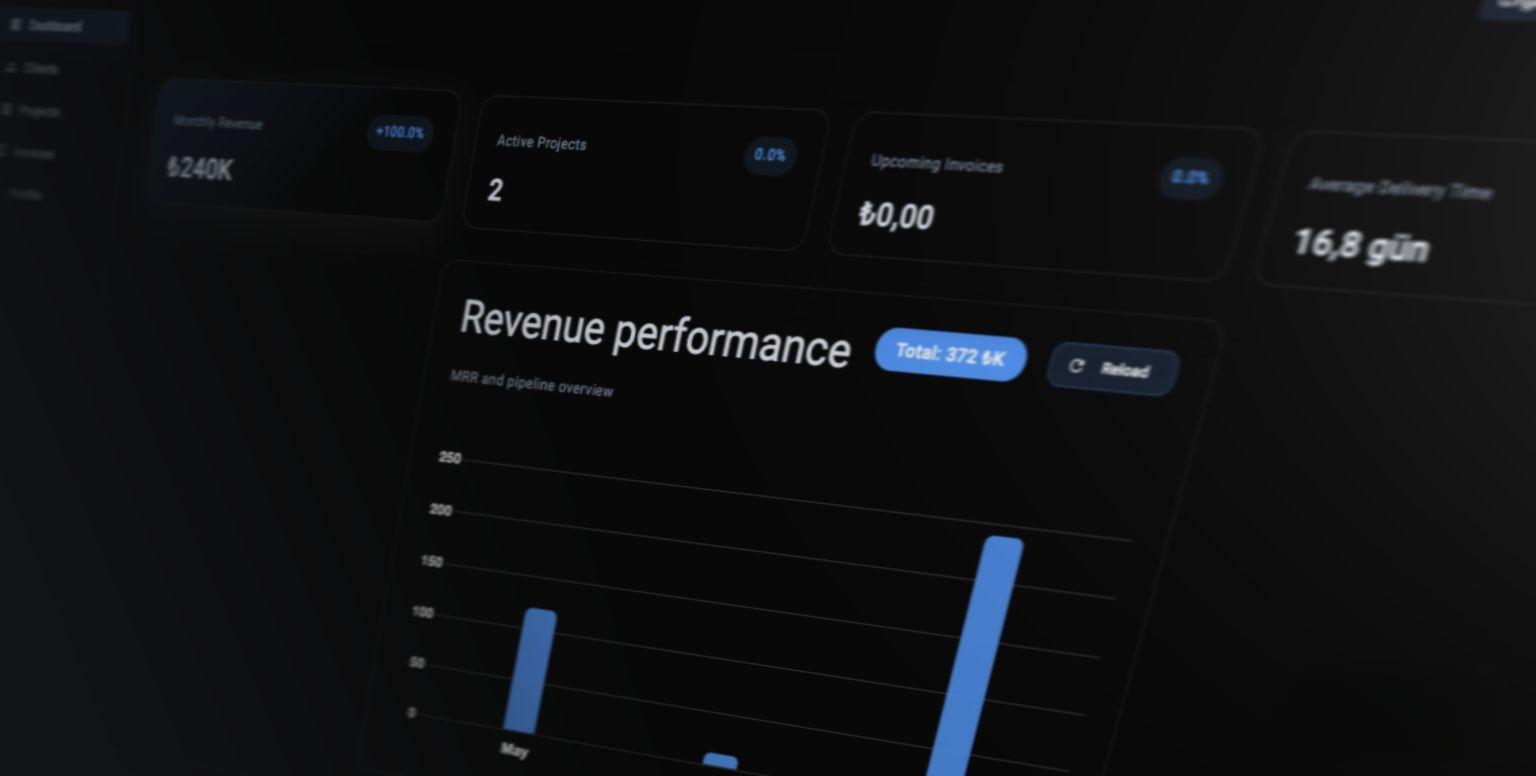 Dashboard
Clients
Projects
Invoices
Profile
Monthly Revenue
+100.0%
₺240K
Active Projects
0.0%
2
Upcoming Invoices
0.0%
₺0,00
Average Delivery Time
16,8 gün
Revenue performance
Total: 372 ₺K
Reload
MRR and pipeline overview
250
200
150
100
50
0
May